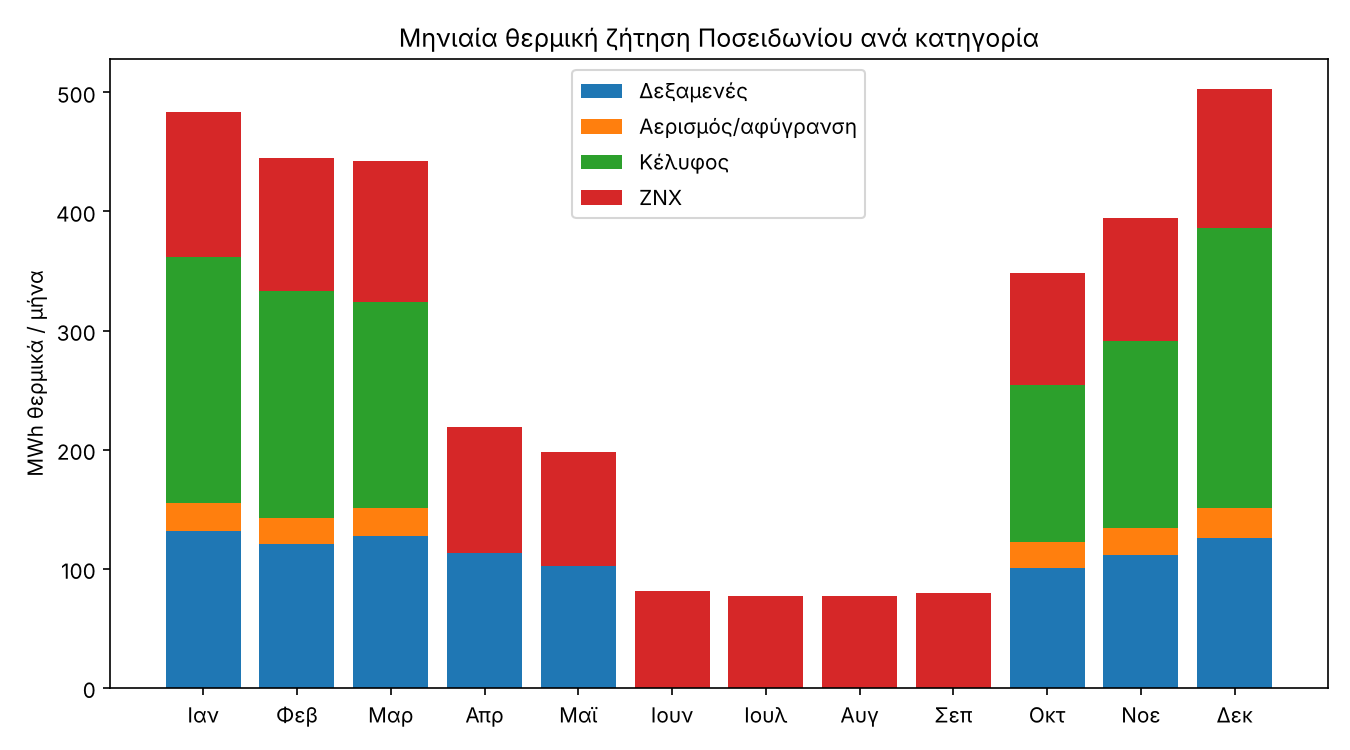 Μηνιαία θερμική ζήτηση Ποσειδωνίου ανά κατηγορία
MWh θερμικά / μήνα
500
400
300
200
100
0
Δεξαμενές
Αερισμός/αφύγρανση
Κέλυφος
ΖΝΧ
Ιαν Φεβ Μαρ Απρ Μαϊ Ιουν Ιουλ Αυγ Σεπ Οκτ Νοε Δεκ